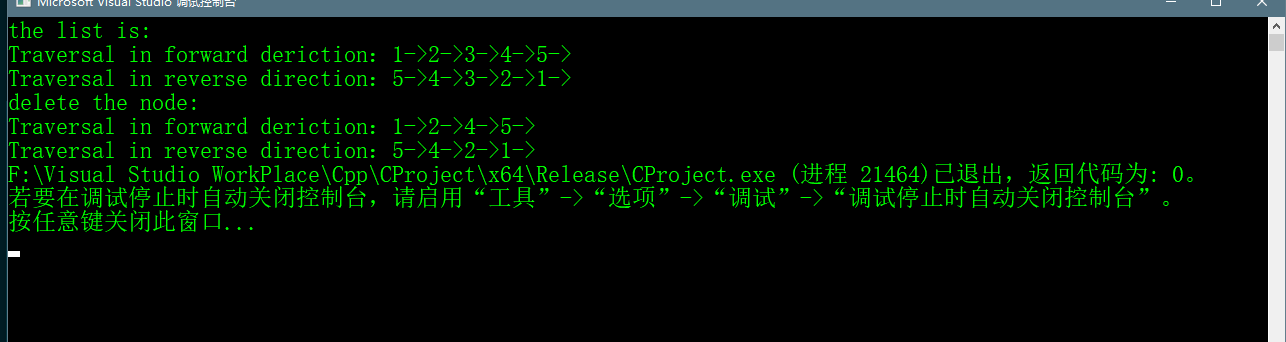 Microsoft Visual Studio 调试控制台
the list is:
Traversal in forward deriction: 1->2->3->4->5->
Traversal in reverse direction: 5->4->3->2->1->
delete the node:
Traversal in forward deriction: 1->2->4->5->
Traversal in reverse direction: 5->4->2->1->
F:\Visual Studio WorkPlace\Cpp\CProject\x64\Release\CProject.exe (进程 21464)已退出，返回代码为: 0。
若要在调试停止时自动关闭控制台，请启用“工具”->“选项”->“调试”->“调试停止时自动关闭控制台”。
按任意键关闭此窗口...